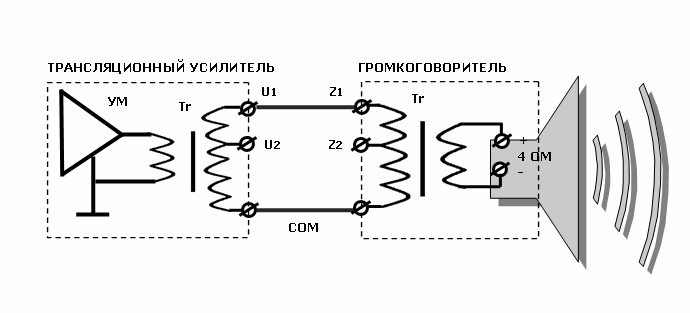 ТРАНСЛЯЦИОННЫЙ УСИЛИТЕЛЬ
ГРОМКОГОВОРИТЕЛЬ
УМ
Tr
U1
Z1
Tr
U2
Z2
+
4 ОМ
-
COM